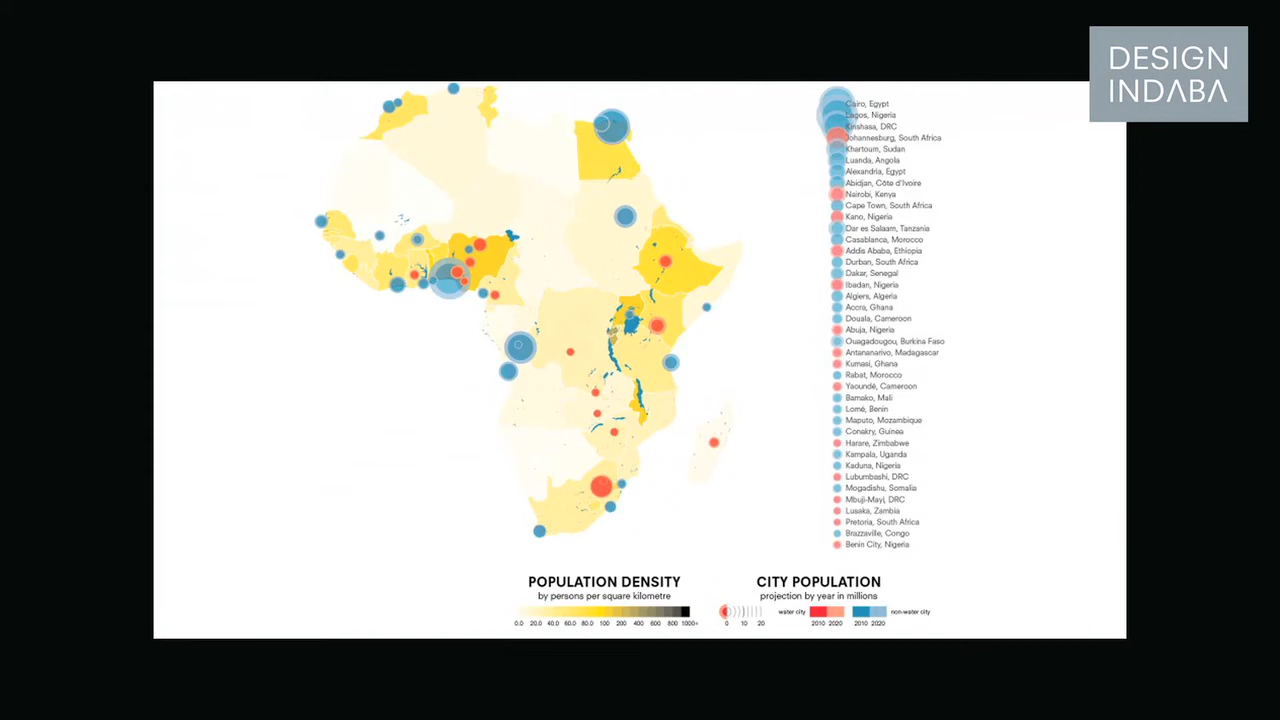 DESIGN
INDABA
Cairo, Egypt
Lagos, Nigeria
Kinshasa, DRC
Johannesburg, South Africa
Khartoum, Sudan
Luanda, Angola
Alexandria, Egypt
Abidjan, Côte d'Ivoire
Nairobi, Kenya
Cape Town, South Africa
Kano, Nigeria
Dar es Salaam, Tanzania
Casablanca, Morocco
Addis Ababa, Ethiopia
Durban, South Africa
Dakar, Senegal
Ibadan, Nigeria
Algiers, Algeria
Accra, Ghana
Douala, Cameroon
Abuja, Nigeria
Ouagadougou, Burkina Faso
Antananarivo, Madagascar
Kumasi, Ghana
Rabat, Morocco
Yaoundé, Cameroon
Bamako, Mali
Lomé, Benin
Maputo, Mozambique
Conakry, Guinea
Harare, Zimbabwe
Kampala, Uganda
Kaduna, Nigeria
Lubumbashi, DRC
Mogadishu, Somalia
Mbuji-Mayi, DRC
Lusaka, Zambia
Pretoria, South Africa
Brazzaville, Congo
Benin City, Nigeria
POPULATION DENSITY
by persons per square kilometre
0.0 20.0 40.0 60.0 80.0 100 200 400 600 800 1000+
CITY POPULATION
projection by year in millions
water city non-water city
0 10 20 2010 2020 2010 2020